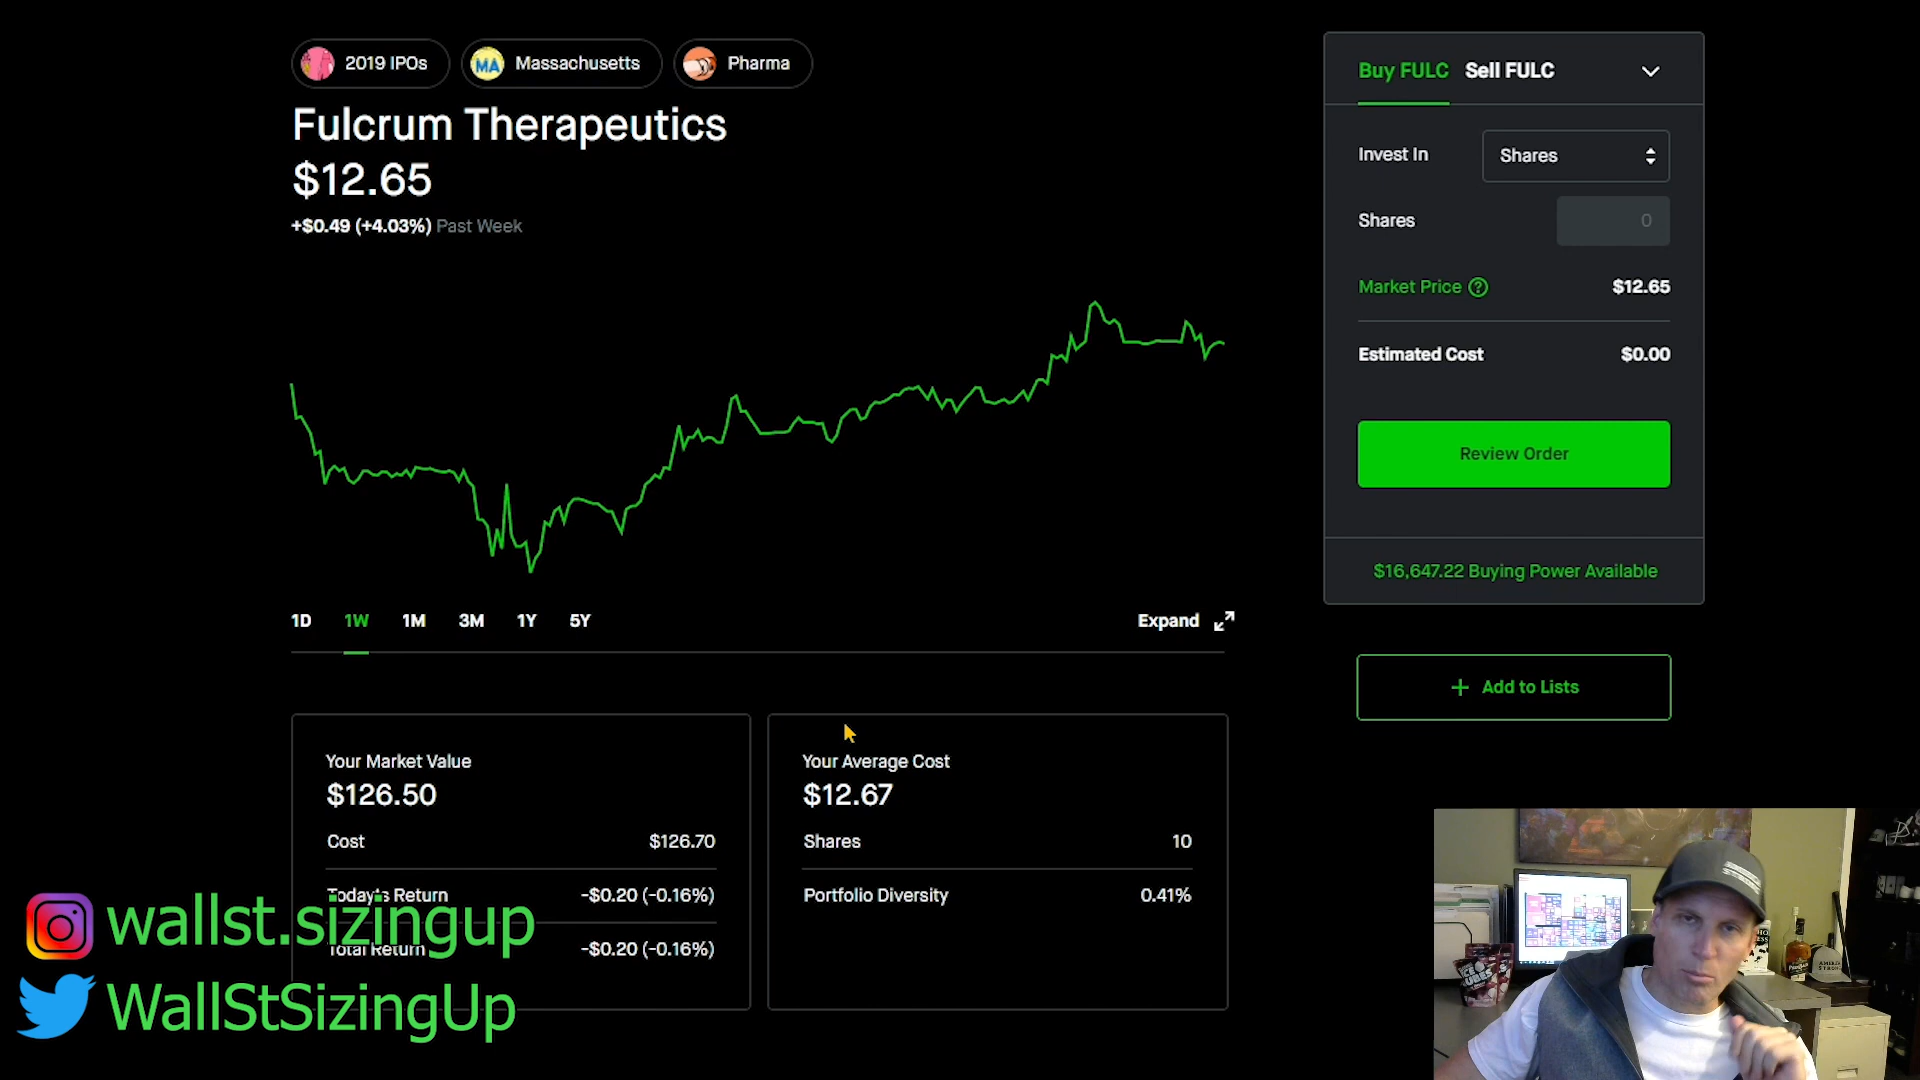 2019 IPOs
MA
Massachusetts
Pharma
Fulcrum Therapeutics
$12.65
+$0.49 (+4.03%) Past Week
1D 1W 1M 3M 1Y 5Y
Expand
Your Market Value
$126.50
Cost $126.70
Today's Return -$0.20 (-0.16%)
Total Return -$0.20 (-0.16%)
Your Average Cost
$12.67
Shares 10
Portfolio Diversity 0.41%
Buy FULC Sell FULC
Invest In Shares
Shares 0
Market Price ? $12.65
Estimated Cost $0.00
Review Order
$16,647.22 Buying Power Available
+ Add to Lists
wallst.sizingup
WallStSizingUp